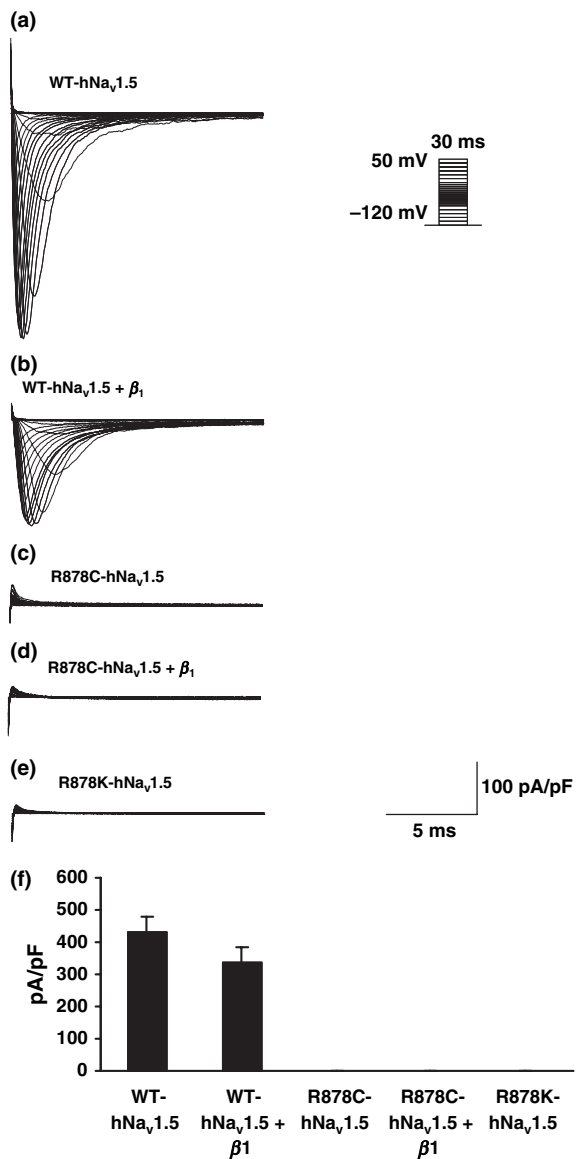 (a)
WT-hNaᵥ1.5
30 ms
50 mV
–120 mV
(b)
WT-hNaᵥ1.5 + β₁
(c)
R878C-hNaᵥ1.5
(d)
R878C-hNaᵥ1.5 + β₁
(e)
R878K-hNaᵥ1.5
100 pA/pF
5 ms
(f)
600
500
400
300
200
100
0
pA/pF
WT-
hNaᵥ1.5
WT-
hNaᵥ1.5 +
β1
R878C-
hNaᵥ1.5
R878C-
hNaᵥ1.5 +
β1
R878K-
hNaᵥ1.5